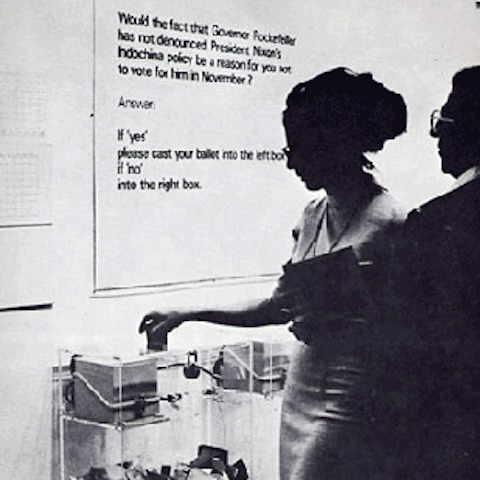 Would the fact that Governor Rockefeller
has not denounced President Nixon's
Indochina policy be a reason for you not
to vote for him in November?
Answer:
If 'yes'
please cast your ballot into the left box
if 'no'
into the right box.